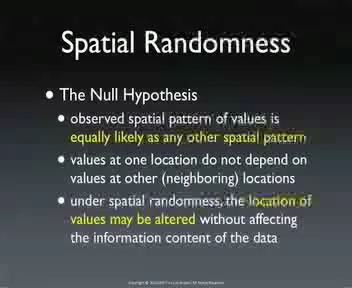 Spatial Randomness
• The Null Hypothesis
• observed spatial pattern of values is
equally likely as any other spatial pattern
• values at one location do not depend on
values at other (neighboring) locations
• under spatial randomness, the location of
values may be altered without affecting
the information content of the data